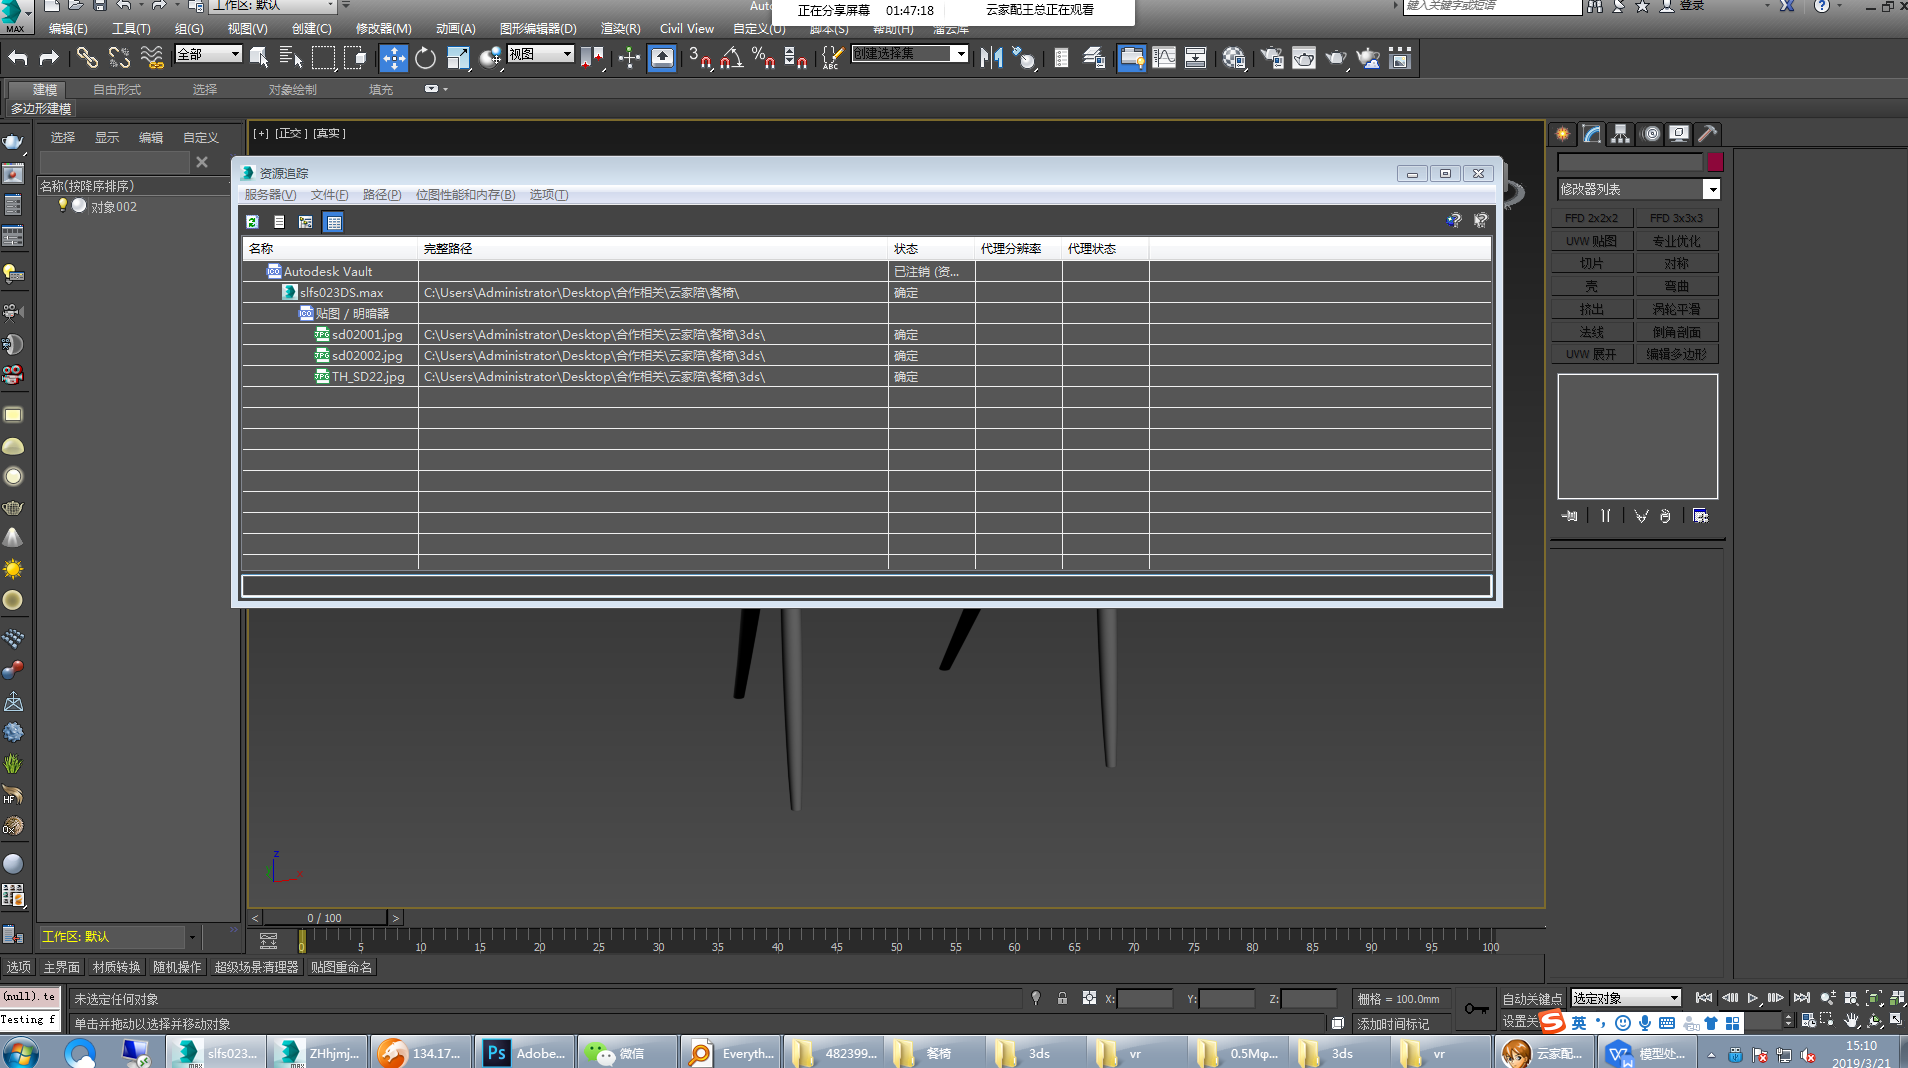 工作区: 默认
Auto
正在分享屏幕 01:47:18 云家配王总正在观看
键入关键字或短语
登录
MAX
编辑(E) 工具(T) 组(G) 视图(V) 创建(C) 修改器(M) 动画(A) 图形编辑器(D) 渲染(R) Civil View 自定义(U) 脚本(S) 帮助(H) 渲云库
全部
视图
创建选择集
建模 自由形式 选择 对象绘制 填充
多边形建模
选择 显示 编辑 自定义
名称(按降序排序)
对象002
[+] [正交] [真实]
资源追踪
服务器(V) 文件(F) 路径(P) 位图性能和内存(B) 选项(T)
名称 完整路径 状态 代理分辨率 代理状态
Autodesk Vault 已注销 (资...
slfs023DS.max C:\Users\Administrator\Desktop\合作相关\云家陪\餐椅\ 确定
贴图 / 明暗器
sd02001.jpg C:\Users\Administrator\Desktop\合作相关\云家陪\餐椅\3ds\ 确定
sd02002.jpg C:\Users\Administrator\Desktop\合作相关\云家陪\餐椅\3ds\ 确定
TH_SD22.jpg C:\Users\Administrator\Desktop\合作相关\云家陪\餐椅\3ds\ 确定
修改器列表
FFD 2x2x2 FFD 3x3x3
UVW 贴图 专业优化
切片 对称
壳 弯曲
挤出 涡轮平滑
法线 倒角剖面
UVW 展开 编辑多边形
z
x
0 / 100
工作区: 默认
0 5 10 15 20 25 30 35 40 45 50 55 60 65 70 75 80 85 90 95 100
选项 主界面 材质转换 随机操作 超级场景清理器 贴图重命名
(null).te
Testing f
未选定任何对象
单击并拖动以选择并移动对象
X: Y: Z: 栅格 = 100.0mm
添加时间标记
自动关键点 选定对象
设置关
英
slfs023... ZHhjmj... 134.17... Adobe... 微信 Everyth... 482399... 餐椅 3ds vr 0.5Mφ... 3ds vr 云家配... 模型处...
15:10
2019/3/21